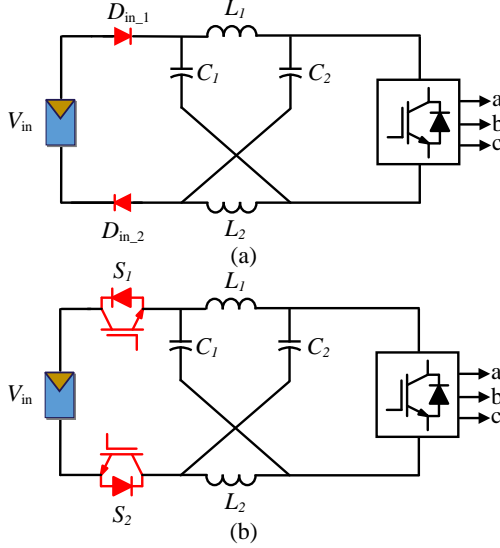 D_in_1
L_1
C_1
C_2
V_in
a
b
c
D_in_2
L_2
(a)
S_1
L_1
C_1
C_2
V_in
a
b
c
S_2
L_2
(b)